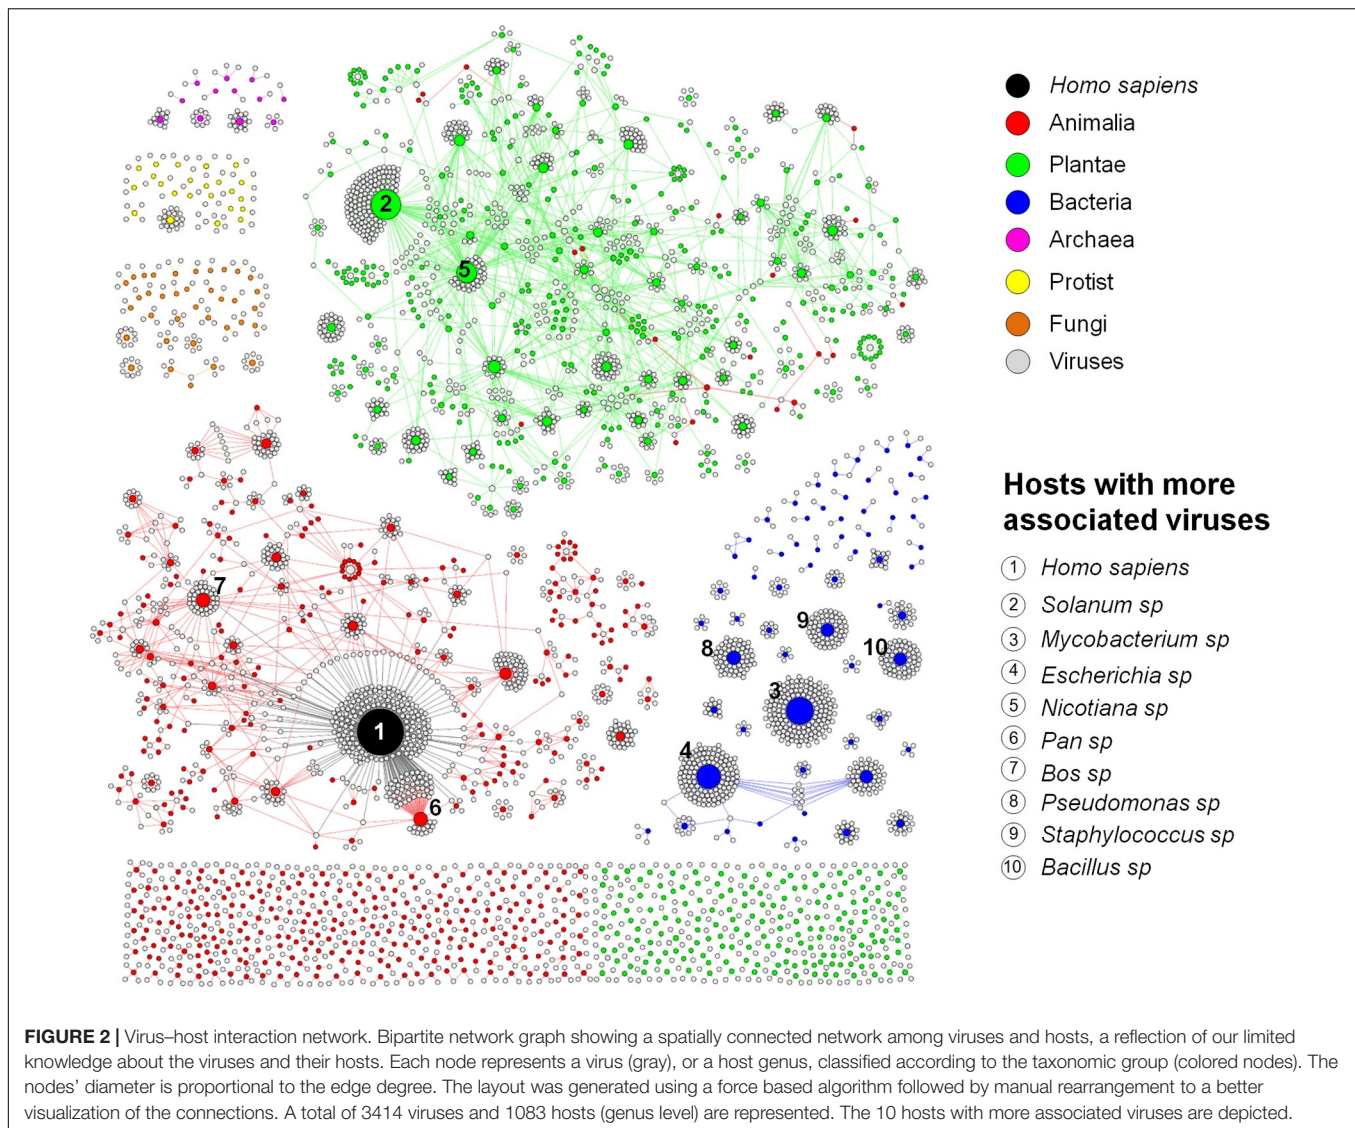 Homo sapiens
Animalia
Plantae
Bacteria
Archaea
Protist
Fungi
Viruses
Hosts with more
associated viruses
1 Homo sapiens
2 Solanum sp
3 Mycobacterium sp
4 Escherichia sp
5 Nicotiana sp
6 Pan sp
7 Bos sp
8 Pseudomonas sp
9 Staphylococcus sp
10 Bacillus sp
2
5
7
9
8
10
3
1
4
6
FIGURE 2 | Virus–host interaction network. Bipartite network graph showing a spatially connected network among viruses and hosts, a reflection of our limited
knowledge about the viruses and their hosts. Each node represents a virus (gray), or a host genus, classified according to the taxonomic group (colored nodes). The
nodes' diameter is proportional to the edge degree. The layout was generated using a force based algorithm followed by manual rearrangement to a better
visualization of the connections. A total of 3414 viruses and 1083 hosts (genus level) are represented. The 10 hosts with more associated viruses are depicted.